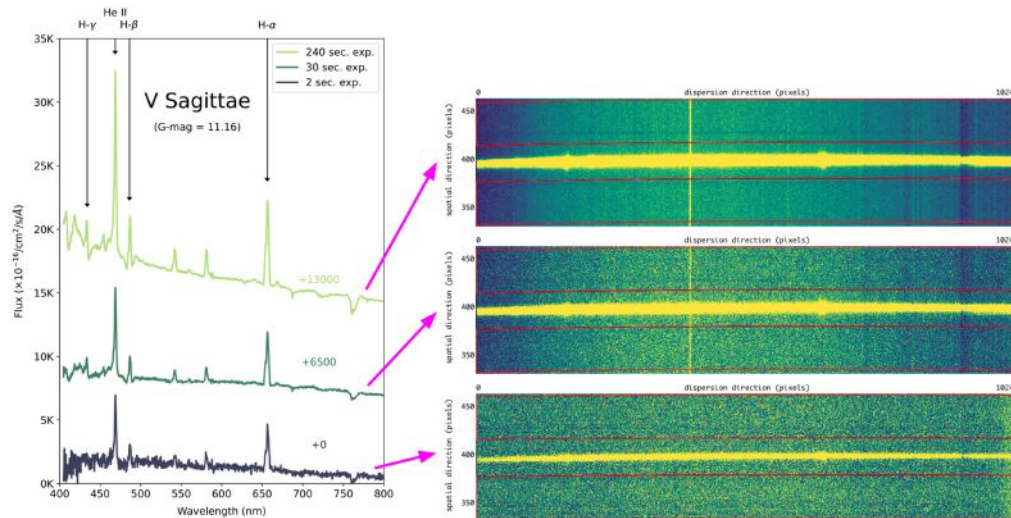 H-γ
He II
H-β
H-α
240 sec. exp.
30 sec. exp.
2 sec. exp.
V Sagittae
(G-mag = 11.16)
+13000
+6500
+0
35K
30K
25K
20K
15K
10K
5K
0K
Flux (×10⁻¹⁶/cm²/s/Å)
400
450
500
550
600
650
700
750
800
Wavelength (nm)
0
dispersion direction (pixels)
1024
450
400
350
spatial direction (pixels)
0
dispersion direction (pixels)
1024
450
400
350
spatial direction (pixels)
0
dispersion direction (pixels)
1024
450
400
350
spatial direction (pixels)